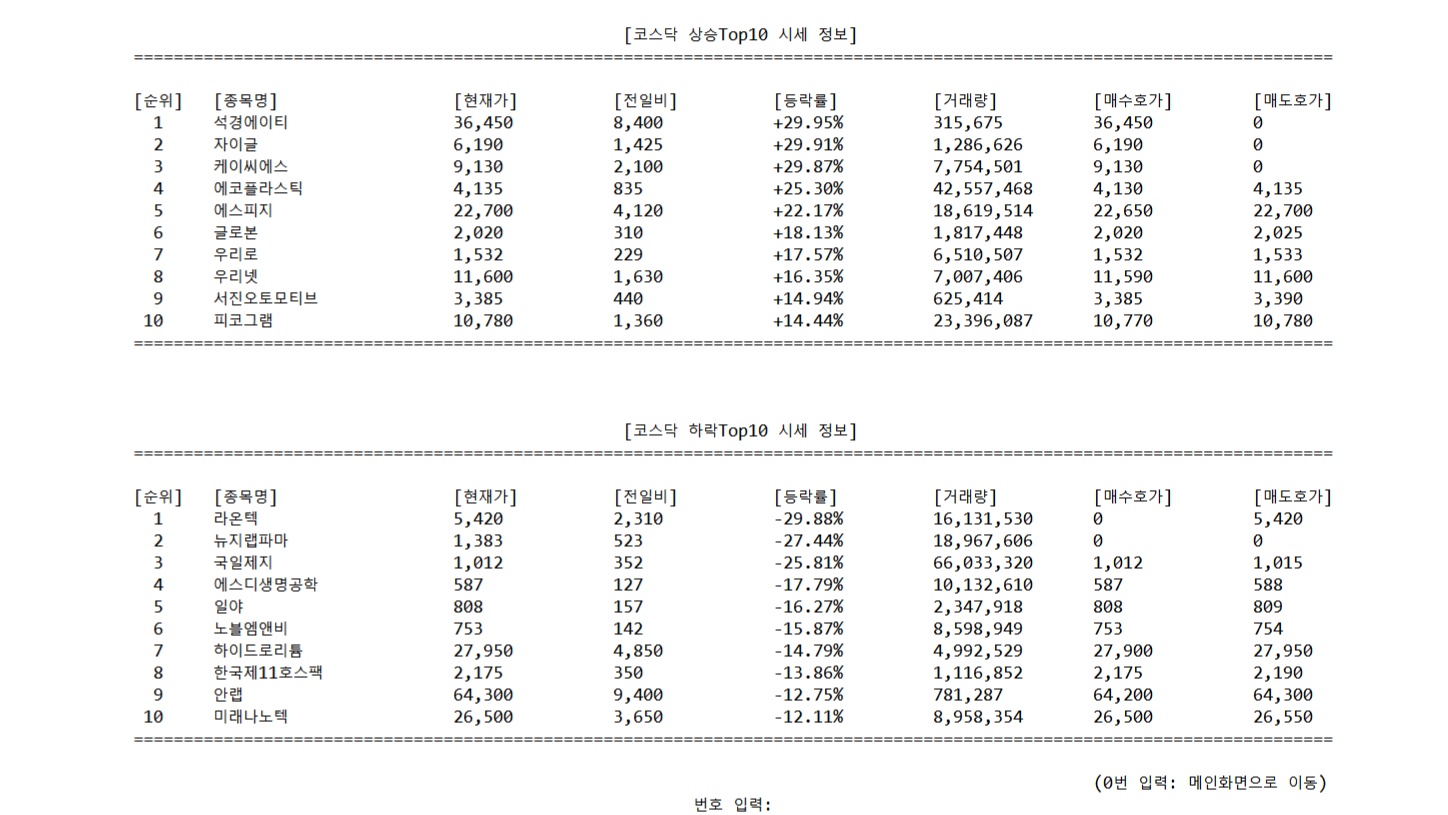 [코스닥 상승Top10 시세 정보]
========================================================================================================================
[순위] [종목명] [현재가] [전일비] [등락률] [거래량] [매수호가] [매도호가]
1 석경에이티 36,450 8,400 +29.95% 315,675 36,450 0
2 자이글 6,190 1,425 +29.91% 1,286,626 6,190 0
3 케이씨에스 9,130 2,100 +29.87% 7,754,501 9,130 0
4 에코플라스틱 4,135 835 +25.30% 42,557,468 4,130 4,135
5 에스피지 22,700 4,120 +22.17% 18,619,514 22,650 22,700
6 글로본 2,020 310 +18.13% 1,817,448 2,020 2,025
7 우리로 1,532 229 +17.57% 6,510,507 1,532 1,533
8 우리넷 11,600 1,630 +16.35% 7,007,406 11,590 11,600
9 서진오토모티브 3,385 440 +14.94% 625,414 3,385 3,390
10 피코그램 10,780 1,360 +14.44% 23,396,087 10,770 10,780
========================================================================================================================
[코스닥 하락Top10 시세 정보]
========================================================================================================================
[순위] [종목명] [현재가] [전일비] [등락률] [거래량] [매수호가] [매도호가]
1 라온텍 5,420 2,310 -29.88% 16,131,530 0 5,420
2 뉴지랩파마 1,383 523 -27.44% 18,967,606 0 0
3 국일제지 1,012 352 -25.81% 66,033,320 1,012 1,015
4 에스디생명공학 587 127 -17.79% 10,132,610 587 588
5 일야 808 157 -16.27% 2,347,918 808 809
6 노블엠앤비 753 142 -15.87% 8,598,949 753 754
7 하이드로리튬 27,950 4,850 -14.79% 4,992,529 27,900 27,950
8 한국제11호스팩 2,175 350 -13.86% 1,116,852 2,175 2,190
9 안랩 64,300 9,400 -12.75% 781,287 64,200 64,300
10 미래나노텍 26,500 3,650 -12.11% 8,958,354 26,500 26,550
========================================================================================================================
(0번 입력: 메인화면으로 이동)
번호 입력: